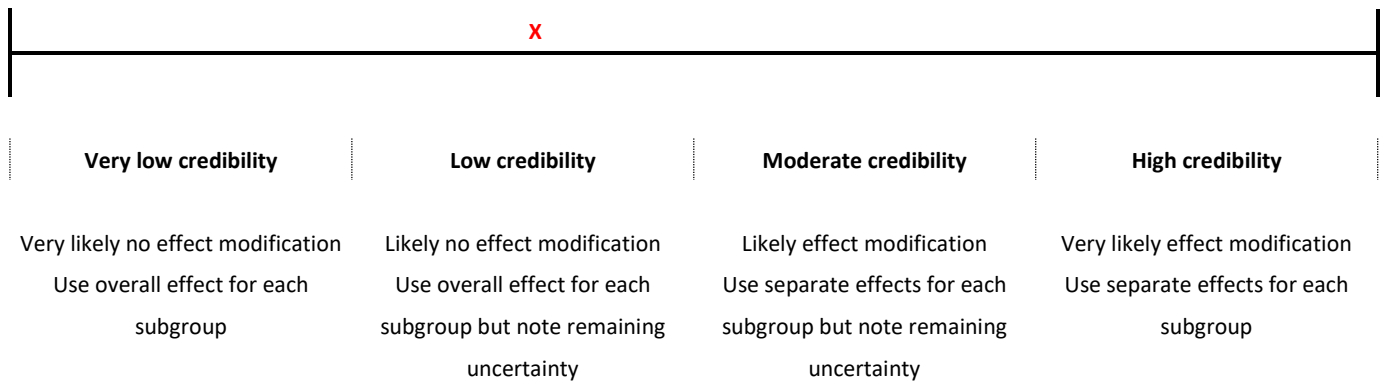 X
Very low credibility
Low credibility
Moderate credibility
High credibility
Very likely no effect modification
Use overall effect for each
subgroup
Likely no effect modification
Use overall effect for each
subgroup but note remaining
uncertainty
Likely effect modification
Use separate effects for each
subgroup but note remaining
uncertainty
Very likely effect modification
Use separate effects for each
subgroup